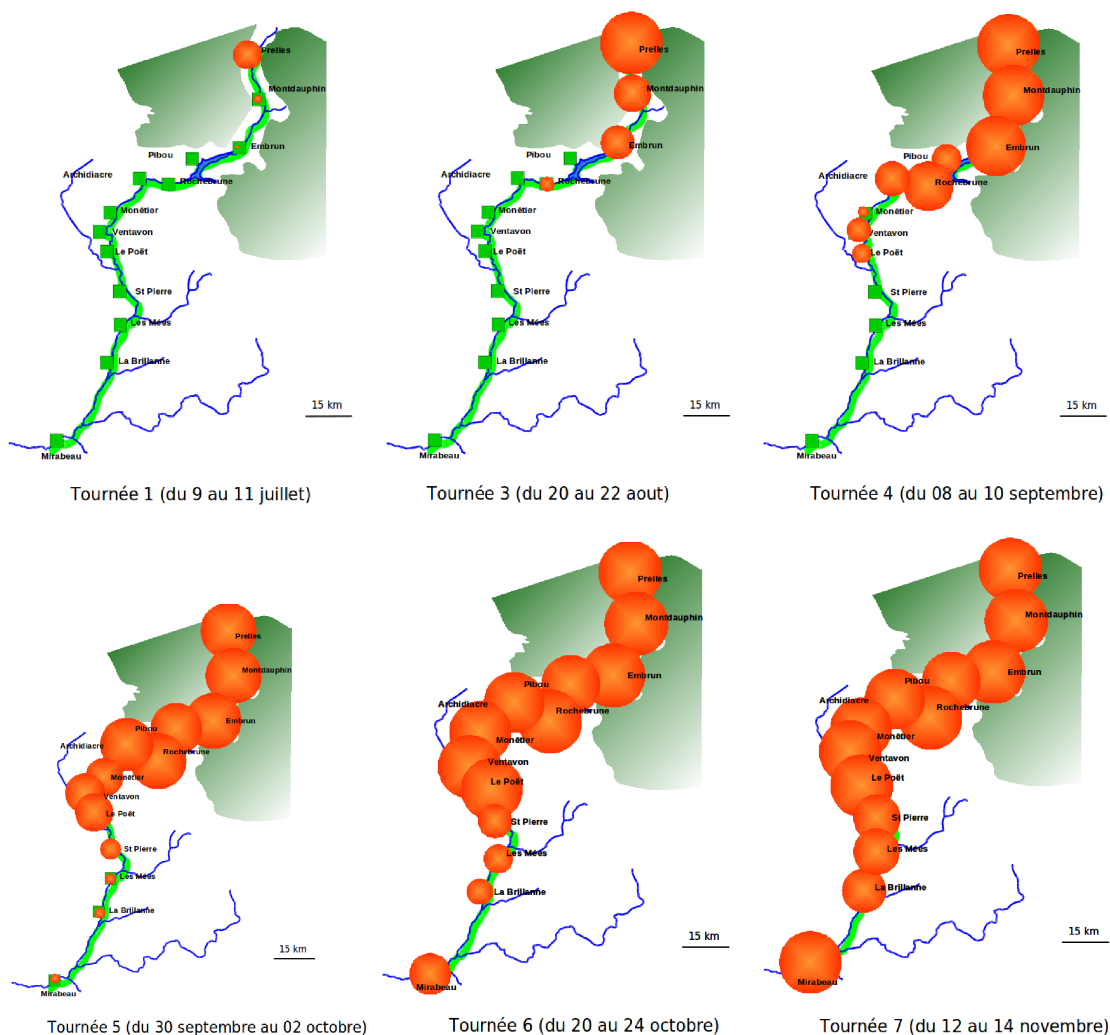 Prelles
Montdauphin
Embrun
Pibou
Archidiacre
Rochebrune
Monêtier
Ventavon
Le Poët
St Pierre
Les Mées
La Brillanne
15 km
Mirabeau
Tournée 1 (du 9 au 11 juillet)
Prelles
Montdauphin
Embrun
Pibou
Archidiacre
Rochebrune
Monêtier
Ventavon
Le Poët
St Pierre
Les Mées
La Brillanne
15 km
Mirabeau
Tournée 3 (du 20 au 22 aout)
Prelles
Montdauphin
Embrun
Pibou
Archidiacre
Rochebrune
Monêtier
Ventavon
Le Poët
St Pierre
Les Mées
La Brillanne
15 km
Mirabeau
Tournée 4 (du 08 au 10 septembre)
Prelles
Montdauphin
Embrun
Pibou
Archidiacre
Rochebrune
Monêtier
Ventavon
Le Poët
St Pierre
Les Mées
La Brillanne
15 km
Mirabeau
Tournée 5 (du 30 septembre au 02 octobre)
Prelles
Montdauphin
Embrun
Pibou
Archidiacre
Rochebrune
Monêtier
Ventavon
Le Poët
St Pierre
Les Mées
La Brillanne
15 km
Mirabeau
Tournée 6 (du 20 au 24 octobre)
Prelles
Montdauphin
Embrun
Pibou
Archidiacre
Rochebrune
Monêtier
Ventavon
Le Poët
St Pierre
Les Mées
La Brillanne
15 km
Mirabeau
Tournée 7 (du 12 au 14 novembre)